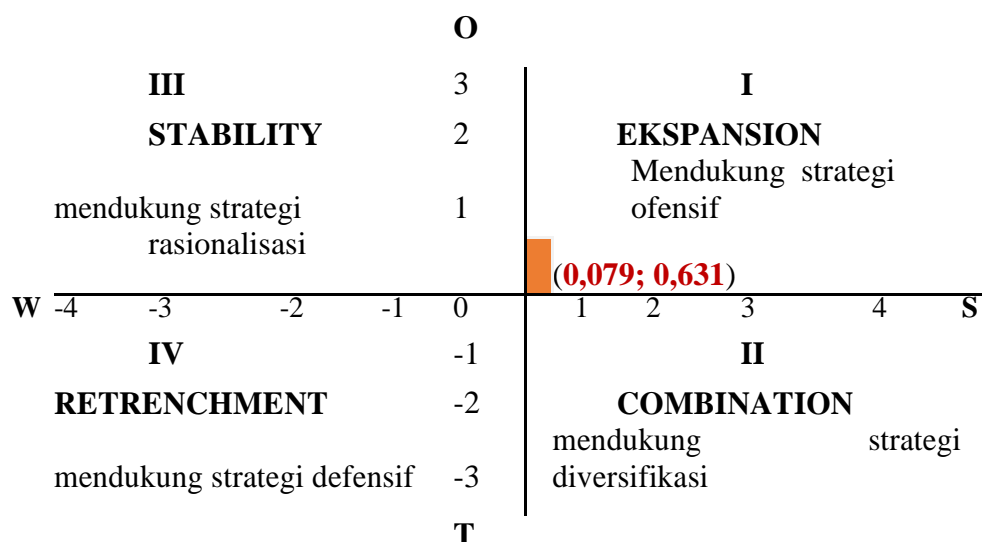 O
III 3 I
STABILITY 2 EKSPANSION
Mendukung strategi
mendukung strategi 1 ofensif
rasionalisasi
(0,079; 0,631)
W -4 -3 -2 -1 0 1 2 3 4 S
IV -1 II
RETRENCHMENT -2 COMBINATION
mendukung strategi
mendukung strategi defensif -3 diversifikasi
T